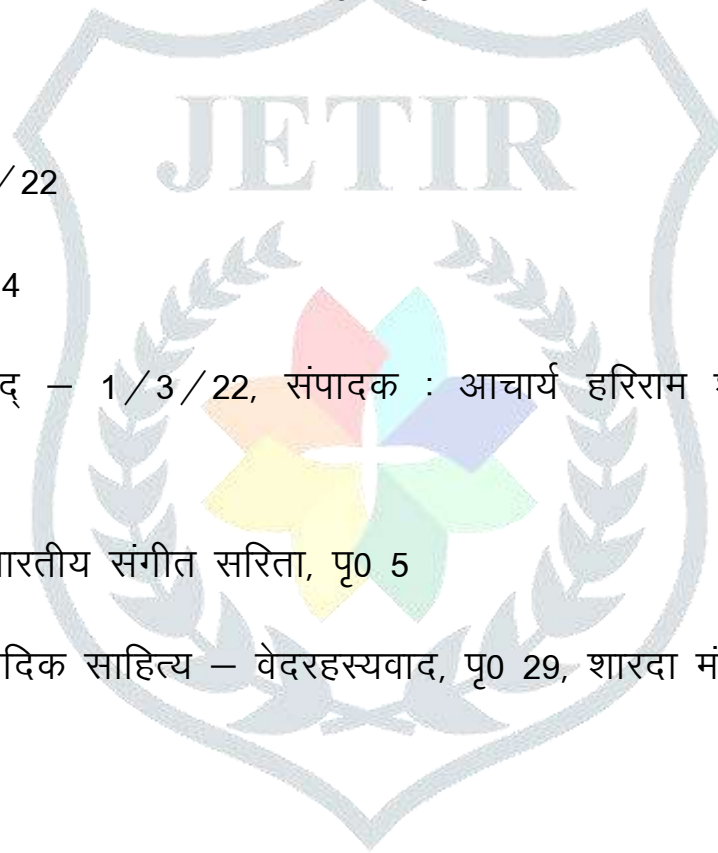 JETIR
/22
4
द् – 1/3/22, संपादक : आचार्य हरिराम
ारतीय संगीत सरिता, पृ0 5
दिक साहित्य – वेदरहस्यवाद, पृ0 29, शारदा मं